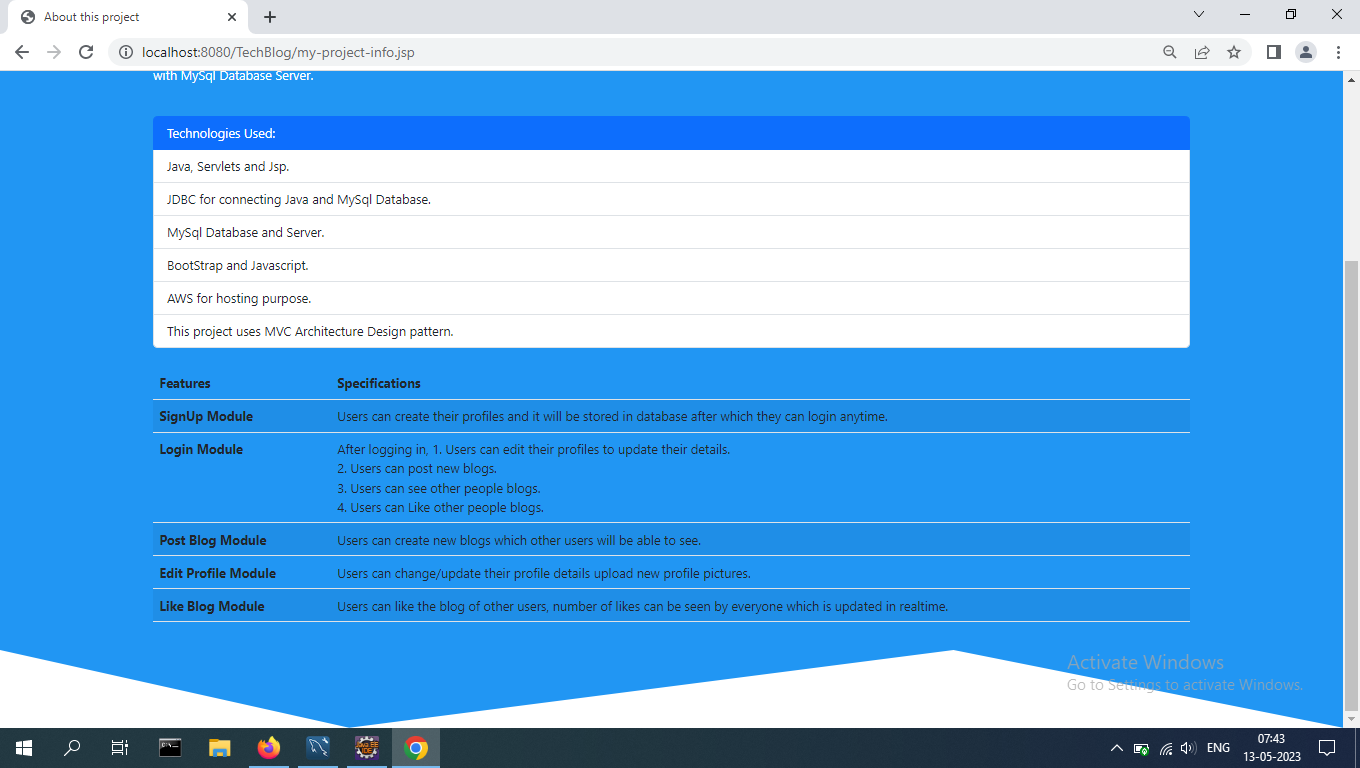 About this project
localhost:8080/TechBlog/my-project-info.jsp
with MySql Database Server.
Technologies Used:
Java, Servlets and Jsp.
JDBC for connecting Java and MySql Database.
MySql Database and Server.
BootStrap and Javascript.
AWS for hosting purpose.
This project uses MVC Architecture Design pattern.
Features Specifications
SignUp Module Users can create their profiles and it will be stored in database after which they can login anytime.
Login Module After logging in, 1. Users can edit their profiles to update their details.
2. Users can post new blogs.
3. Users can see other people blogs.
4. Users can Like other people blogs.
Post Blog Module Users can create new blogs which other users will be able to see.
Edit Profile Module Users can change/update their profile details upload new profile pictures.
Like Blog Module Users can like the blog of other users, number of likes can be seen by everyone which is updated in realtime.
Activate Windows
Go to Settings to activate Windows.
ENG
07:43
13-05-2023